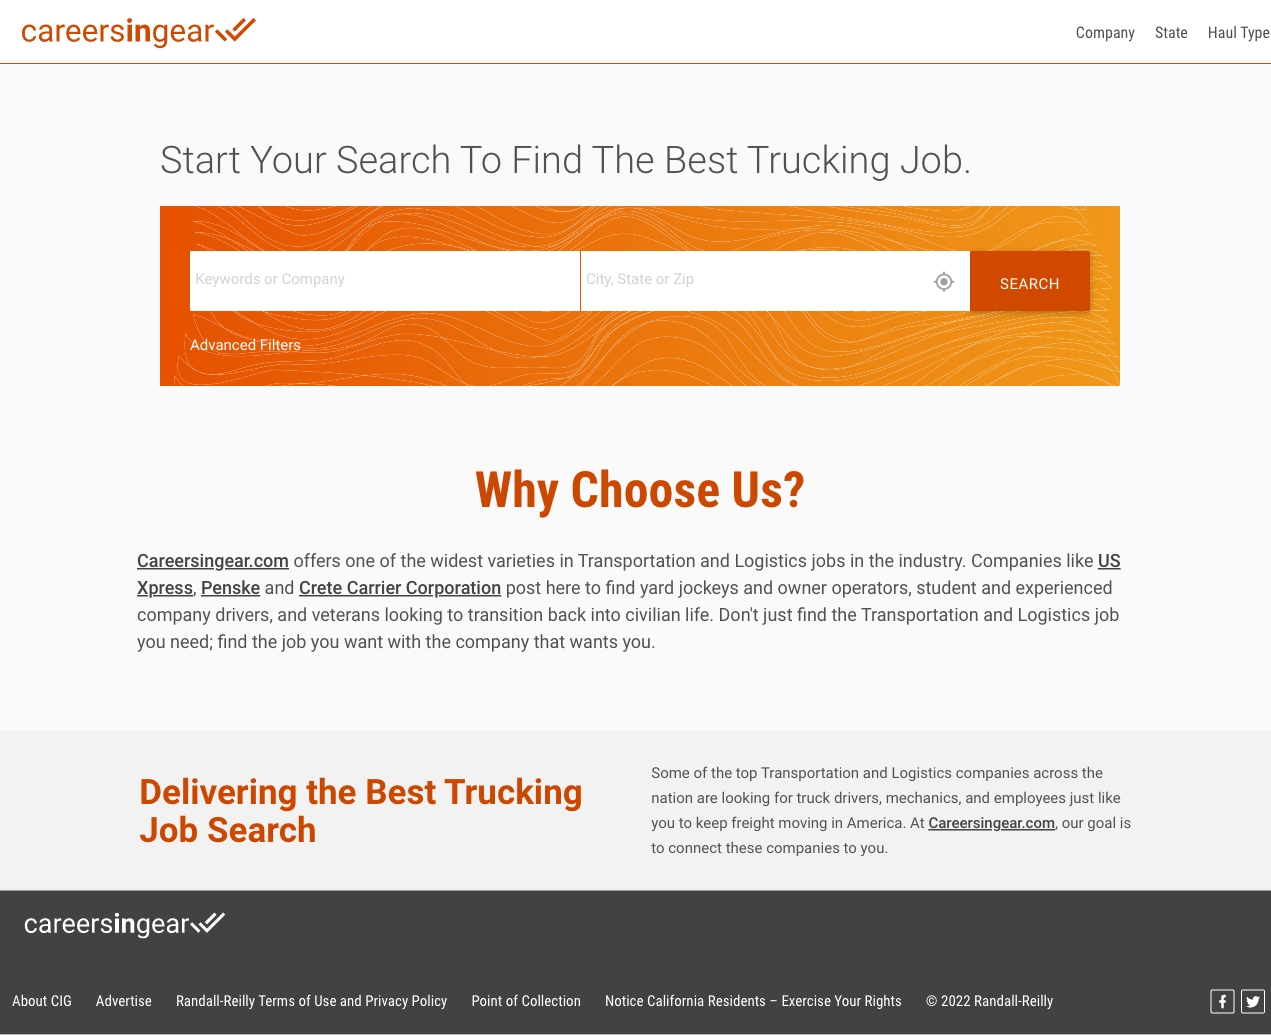 careersingear
Company State Haul Type
Start Your Search To Find The Best Trucking Job.
Keywords or Company
City, State or Zip
SEARCH
Advanced Filters
Why Choose Us?
Careersingear.com offers one of the widest varieties in Transportation and Logistics jobs in the industry. Companies like US
Xpress, Penske and Crete Carrier Corporation post here to find yard jockeys and owner operators, student and experienced
company drivers, and veterans looking to transition back into civilian life. Don't just find the Transportation and Logistics job
you need; find the job you want with the company that wants you.
Delivering the Best Trucking
Job Search
Some of the top Transportation and Logistics companies across the
nation are looking for truck drivers, mechanics, and employees just like
you to keep freight moving in America. At Careersingear.com, our goal is
to connect these companies to you.
careersingear
About CIG Advertise Randall-Reilly Terms of Use and Privacy Policy Point of Collection Notice California Residents – Exercise Your Rights © 2022 Randall-Reilly